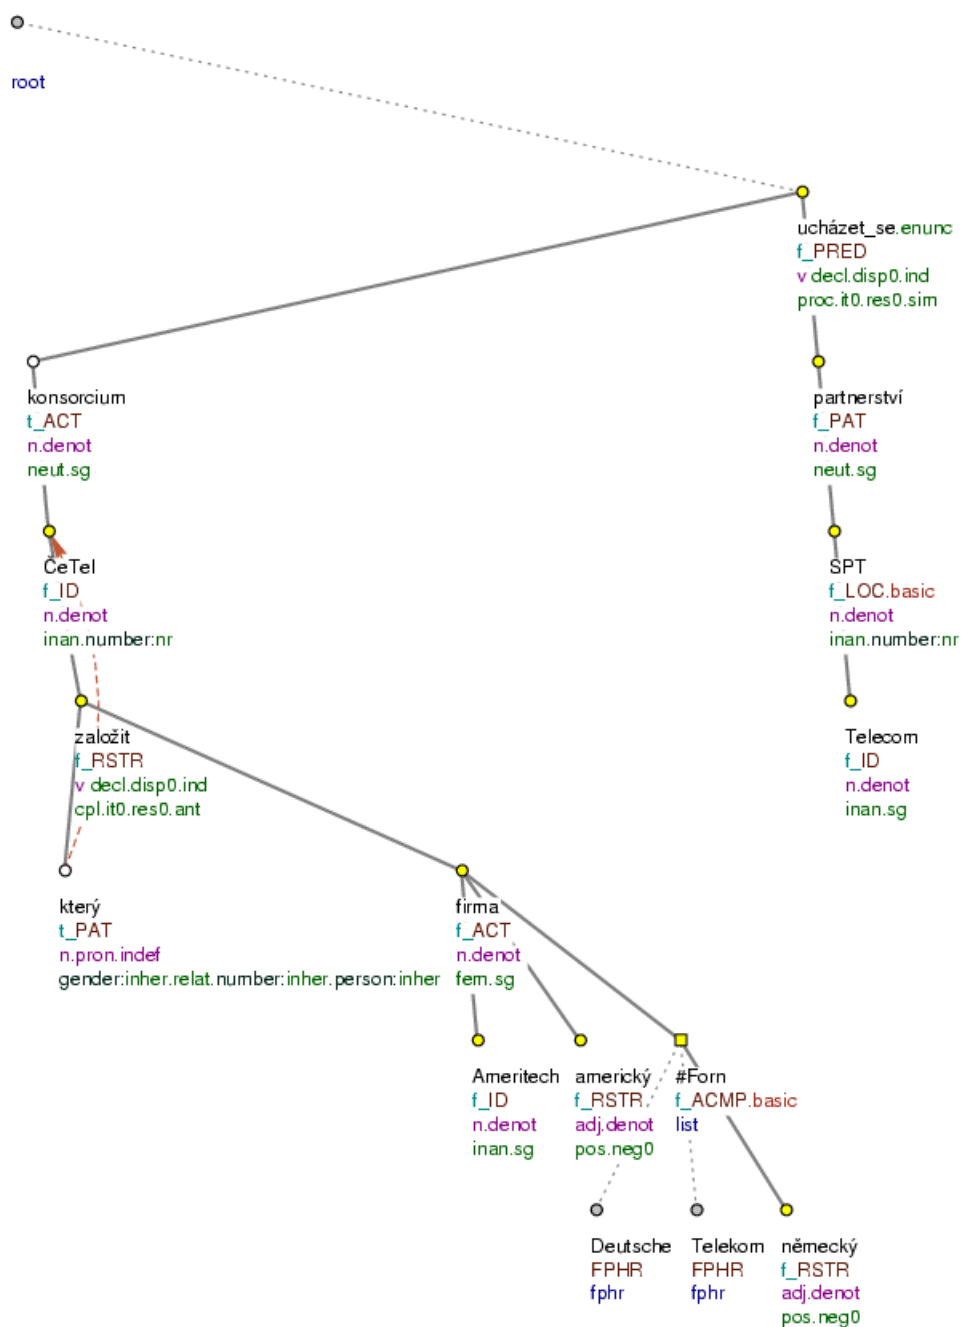 root
ucházet_se.enunc
f_PRED
v decl.disp0.ind
proc.it0.res0.sim
konsorcium
t_ACT
n.denot
neut.sg
partnerství
f_PAT
n.denot
neut.sg
ČeTel
f_ID
n.denot
inan.number:nr
SPT
f_LOC.basic
n.denot
inan.number:nr
založit
f_RSTR
v decl.disp0.ind
cpl.it0.res0.ant
Telecom
f_ID
n.denot
inan.sg
který
t_PAT
n.pron.indef
gender:inher.relat.number:inher.person:inher
firma
f_ACT
n.denot
fem.sg
Ameritech
f_ID
n.denot
inan.sg
americký
f_RSTR
adj.denot
pos.neg0
#Forn
f_ACMP.basic
list
Deutsche
FPHR
fphr
Telekom
FPHR
fphr
německý
f_RSTR
adj.denot
pos.neg0